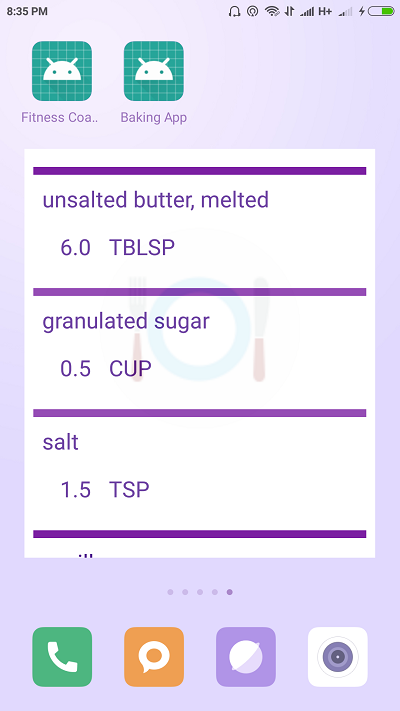 8:35 PM H+
Fitness Coa.. Baking App
unsalted butter, melted
6.0 TBLSP
granulated sugar
0.5 CUP
salt
1.5 TSP